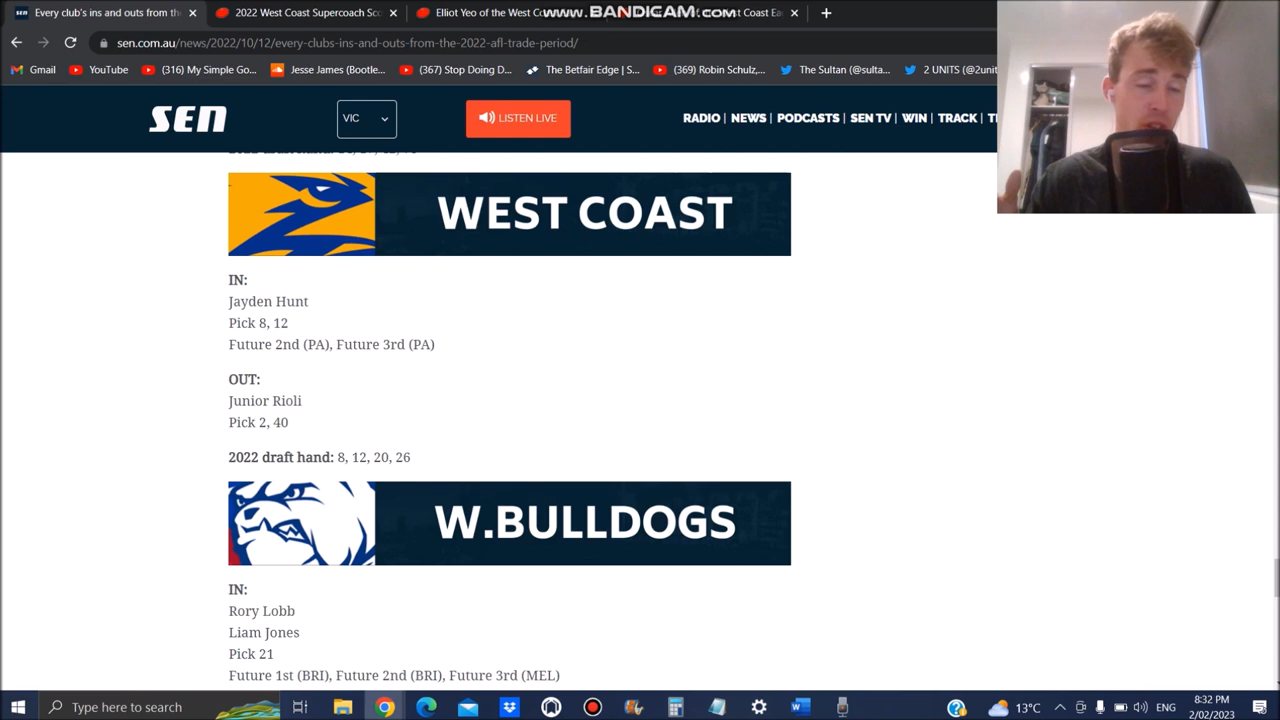 www.BANDICAM.com
Every club's ins and outs from th
2022 West Coast Supercoach Sco
Elliot Yeo of the West Co
st Coast Ea
sen.com.au/news/2022/10/12/every-clubs-ins-and-outs-from-the-2022-afl-trade-period/
Gmail
YouTube
(316) My Simple Go...
Jesse James (Bootle...
(367) Stop Doing D...
The Betfair Edge | S...
(369) Robin Schulz,...
The Sultan (@sulta...
2 UNITS (@2unit
SEN
VIC
LISTEN LIVE
RADIO | NEWS | PODCASTS | SEN TV | WIN | TRACK | T
WEST COAST
IN:
Jayden Hunt
Pick 8, 12
Future 2nd (PA), Future 3rd (PA)
OUT:
Junior Rioli
Pick 2, 40
2022 draft hand: 8, 12, 20, 26
W.BULLDOGS
IN:
Rory Lobb
Liam Jones
Pick 21
Future 1st (BRI), Future 2nd (BRI), Future 3rd (MEL)
Type here to search
13°C
ENG
8:32 PM
2/02/2023